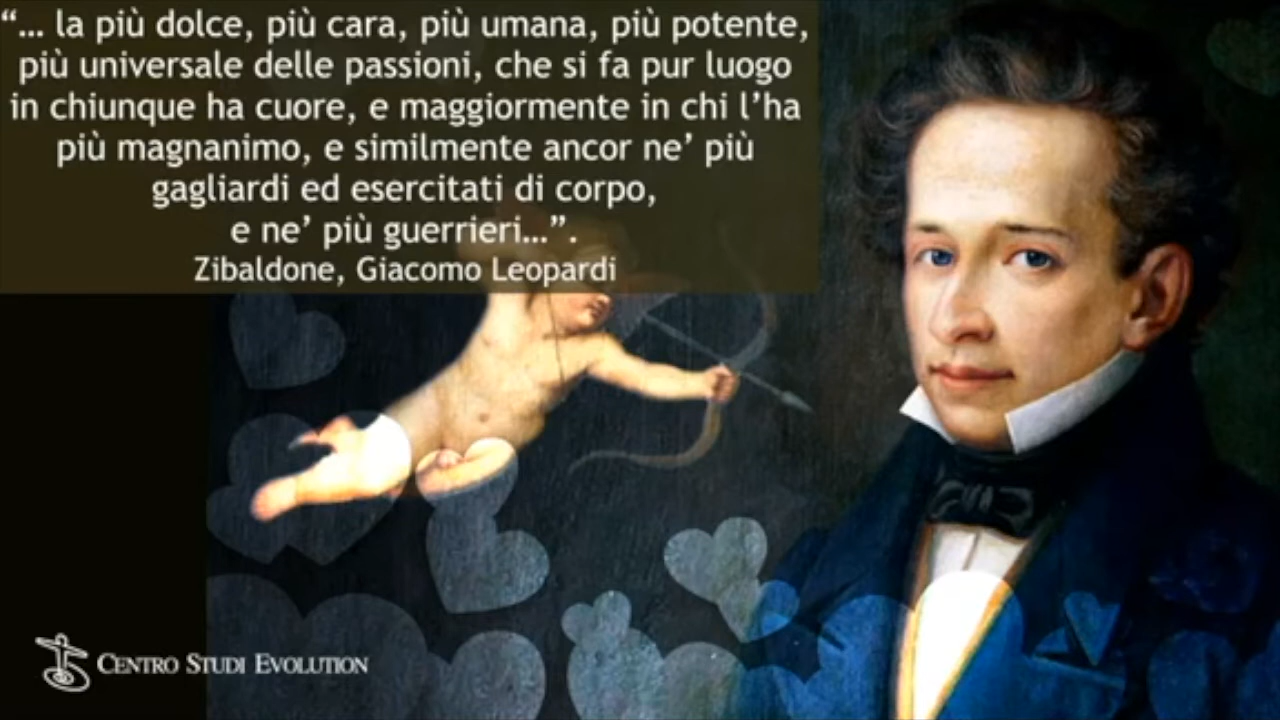 “... la più dolce, più cara, più umana, più potente,
più universale delle passioni, che si fa pur luogo
in chiunque ha cuore, e maggiormente in chi l’ha
più magnanimo, e similmente ancor ne’ più
gagliardi ed esercitati di corpo,
e ne’ più guerrieri...”.
Zibaldone, Giacomo Leopardi
CENTRO STUDI EVOLUTION